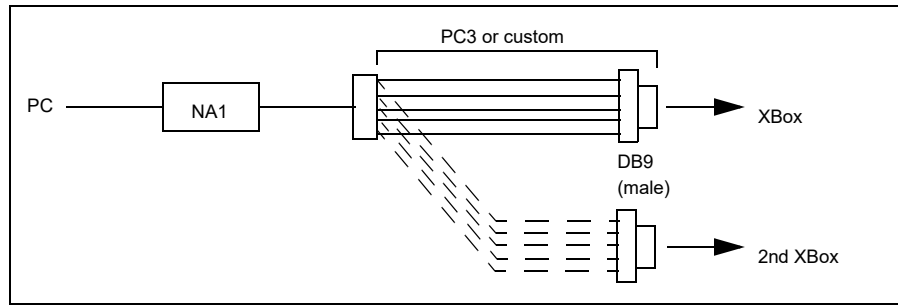 PC3 or custom
PC
NA1
XBox
DB9
(male)
2nd XBox